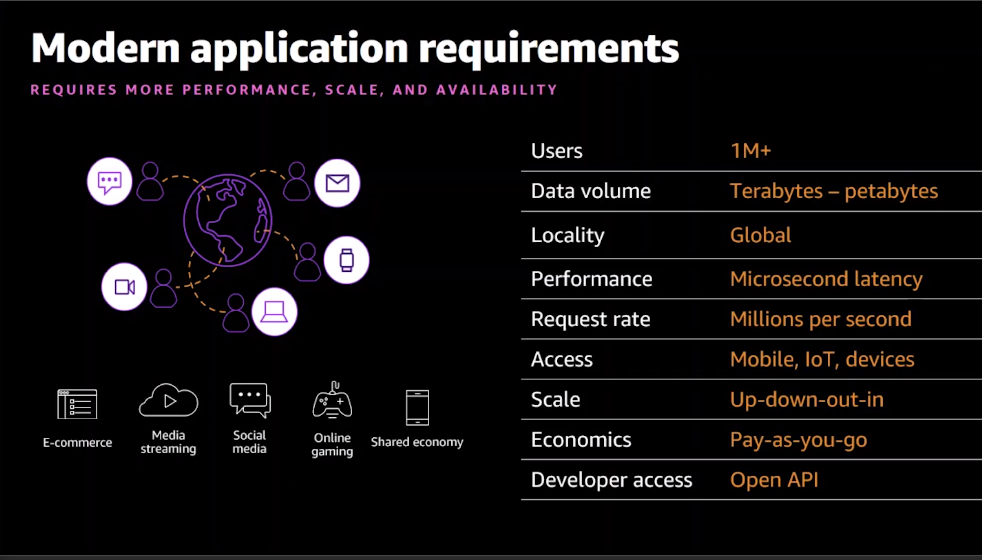 Modern application requirements
REQUIRES MORE PERFORMANCE, SCALE, AND AVAILABILITY
Users 1M+
Data volume Terabytes – petabytes
Locality Global
Performance Microsecond latency
Request rate Millions per second
Access Mobile, IoT, devices
Scale Up-down-out-in
Economics Pay-as-you-go
Developer access Open API
E-commerce
Media
streaming
Social
media
Online
gaming
Shared economy